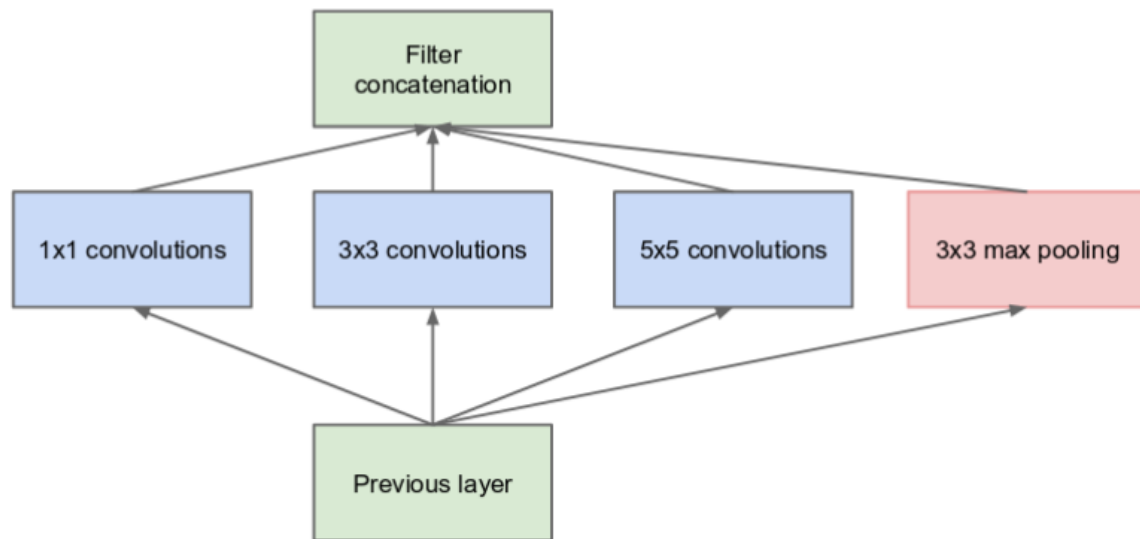 Filter
concatenation
1x1 convolutions
3x3 convolutions
5x5 convolutions
3x3 max pooling
Previous layer